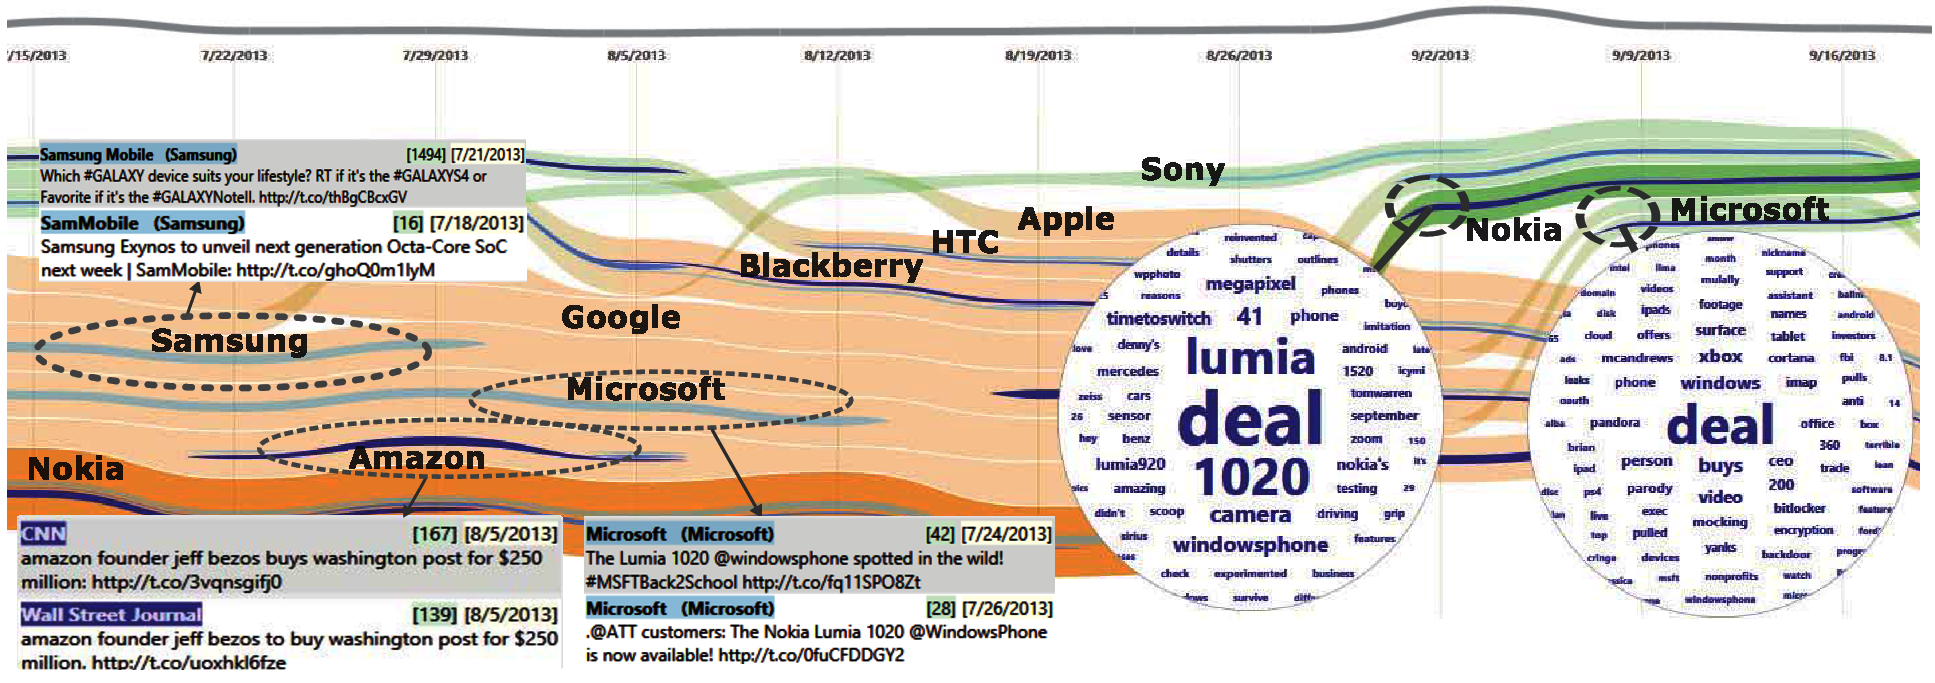 /15/2013 7/22/2013 7/29/2013 8/5/2013 8/12/2013 8/19/2013 8/26/2013 9/2/2013 9/9/2013 9/16/2013
Samsung Mobile (Samsung) [1494] [7/21/2013]
Which #GALAXY device suits your lifestyle? RT if it's the #GALAXYS4 or
Favorite if it's the #GALAXYNoteII. http://t.co/thBgCBcxGV
SamMobile (Samsung) [16] [7/18/2013]
Samsung Exynos to unveil next generation Octa-Core SoC
next week | SamMobile: http://t.co/ghoQ0m1lyM
Sony
Apple
HTC
Blackberry
Google
Samsung
Microsoft
Amazon
Nokia
Nokia
Microsoft
CNN [167] [8/5/2013]
amazon founder jeff bezos buys washington post for $250
million: http://t.co/3vqnsgifj0
Wall Street Journal [139] [8/5/2013]
amazon founder jeff bezos to buy washington post for $250
million. http://t.co/uoxhkl6fze
Microsoft (Microsoft) [42] [7/24/2013]
The Lumia 1020 @windowsphone spotted in the wild!
#MSFTBack2School http://t.co/fq11SPO8Zt
Microsoft (Microsoft) [28] [7/26/2013]
.@ATT customers: The Nokia Lumia 1020 @WindowsPhone
is now available! http://t.co/0fuCFDDGY2
reinvented
details shutters outlines
wpphoto megapixel phones
reasons
timetoswitch 41 phone imitation
love denny's lumia android late
mercedes 1520 icymi
zeiss cars deal tomwarren
26 sensor september
hey benz zoom 150
lumia920 1020 nokia's it's
amazing testing 29
didn't scoop camera driving grip
sirius windowsphone features
check experimented business
survive
phones month nickname
intel lima mulally support
domain videos footage assistant
disk ipads names android
cloud offers surface tablet investors
ads mcandrews xbox cortana fbi 8.1
leaks phone windows imap pulls
anti 14
alba pandora deal office box
brian 360 terrible
ipad person buys ceo trade lean
disc ps4 parody 200 software
video bitlocker feature
live exec mocking
top pulled encryption
yanks backdoor
cringe devices
msft nonprofits watch
windowsphone